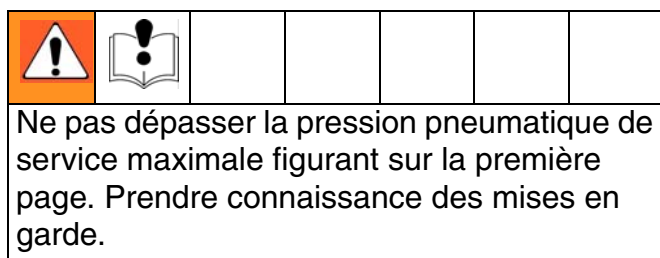 Ne pas dépasser la pression pneumatique de
service maximale figurant sur la première
page. Prendre connaissance des mises en
garde.